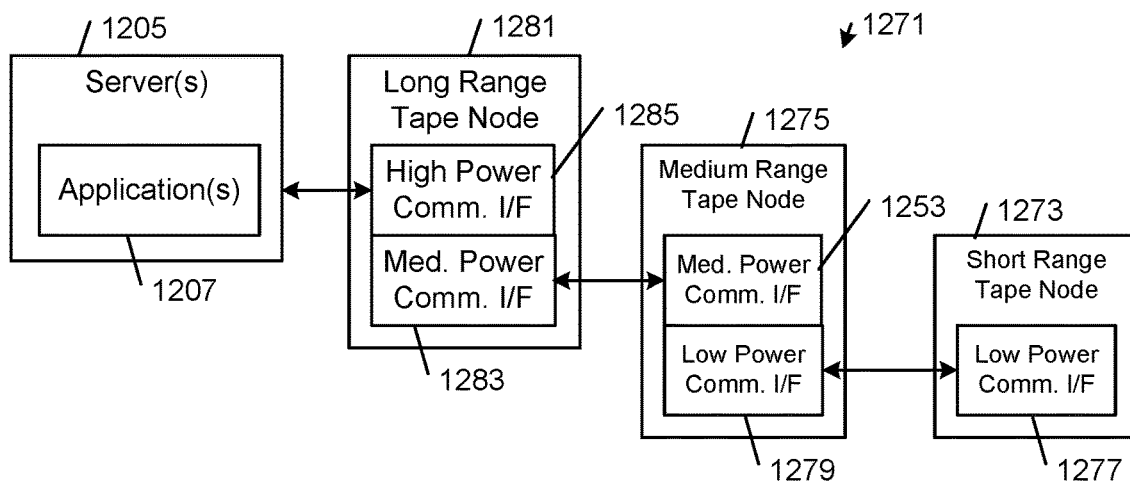 1205
Server(s)
Application(s)
1207
1281
Long Range
Tape Node
1285
High Power
Comm. I/F
Med. Power
Comm. I/F
1283
1271
1275
Medium Range
Tape Node
1253
Med. Power
Comm. I/F
Low Power
Comm. I/F
1279
1273
Short Range
Tape Node
Low Power
Comm. I/F
1277